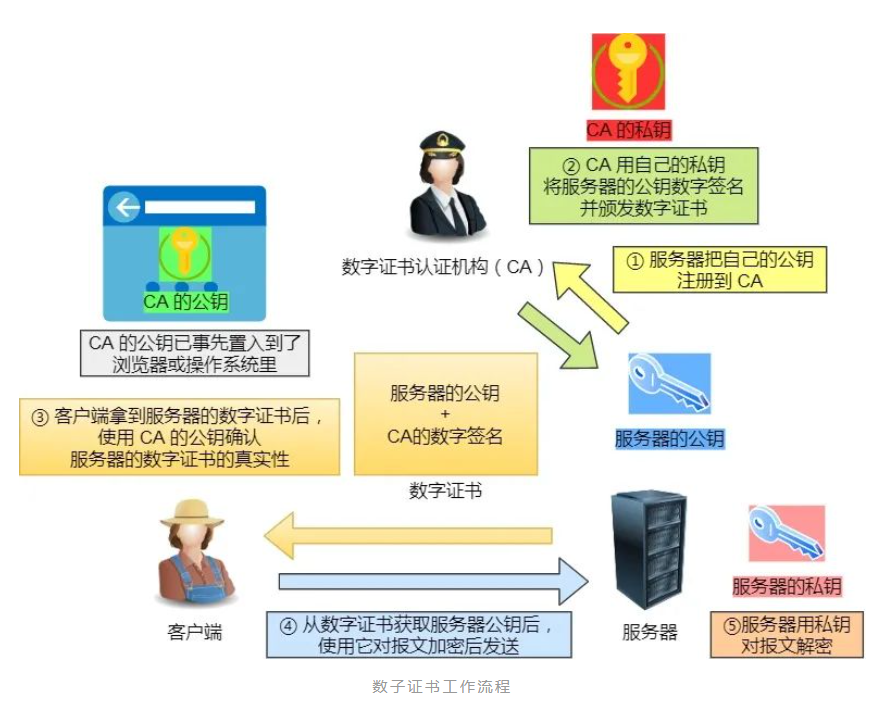 CA 的私钥
② CA 用自己的私钥
将服务器的公钥数字签名
并颁发数字证书
数字证书认证机构（CA）
① 服务器把自己的公钥
注册到 CA
CA 的公钥
CA 的公钥已事先置入到了
浏览器或操作系统里
③ 客户端拿到服务器的数字证书后，
使用 CA 的公钥确认
服务器的数字证书的真实性
服务器的公钥
+
CA的数字签名
数字证书
服务器的公钥
服务器的私钥
客户端
④ 从数字证书获取服务器公钥后，
使用它对报文加密后发送
服务器
⑤服务器用私钥
对报文解密
数子证书工作流程